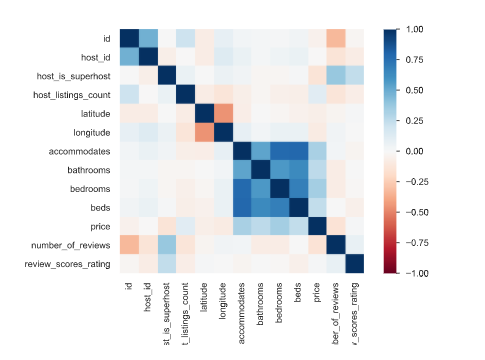 id
host_id
host_is_superhost
host_listings_count
latitude
longitude
accommodates
bathrooms
bedrooms
beds
price
number_of_reviews
review_scores_rating
1.00
0.75
0.50
0.25
0.00
−0.25
−0.50
−0.75
−1.00
id
host_id
st_is_superhost
t_listings_count
latitude
longitude
accommodates
bathrooms
bedrooms
beds
price
ber_of_reviews
v_scores_rating